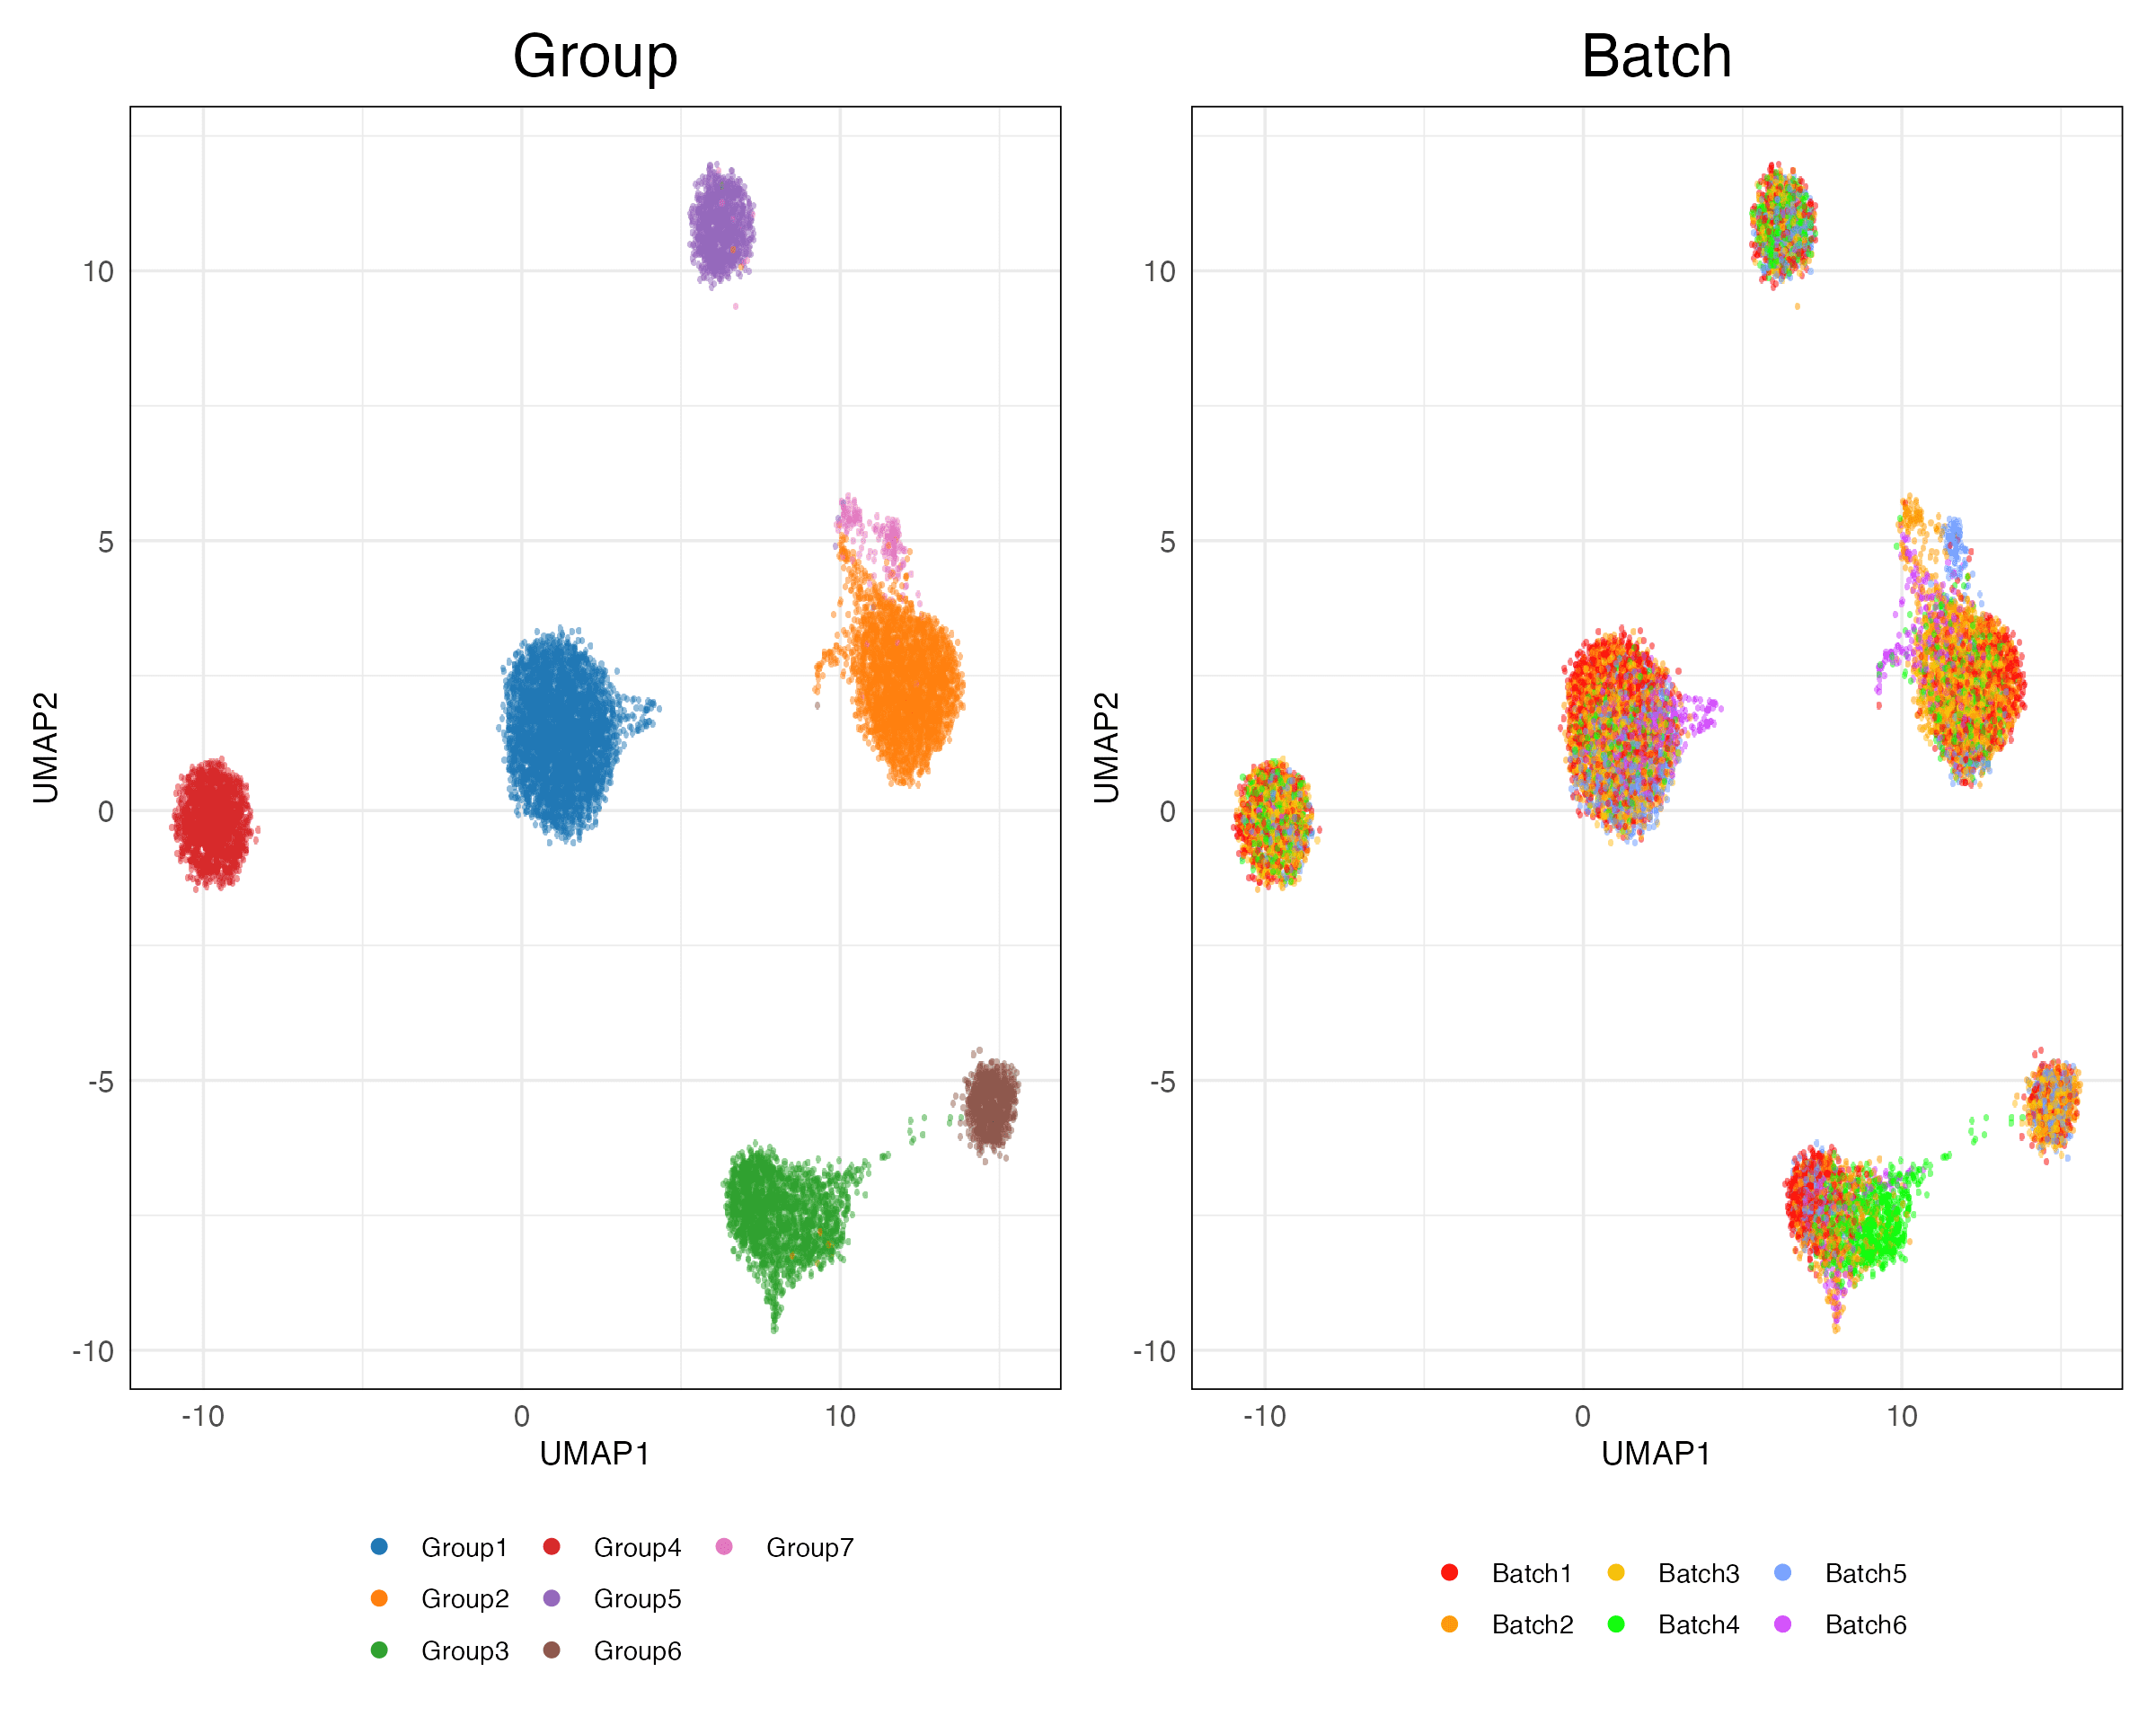 Group
Batch
UMAP2
10
5
0
-5
-10
-10 0 10
UMAP1
UMAP2
10
5
0
-5
-10
-10 0 10
UMAP1
Group1 Group4 Group7
Group2 Group5
Group3 Group6
Batch1 Batch3 Batch5
Batch2 Batch4 Batch6